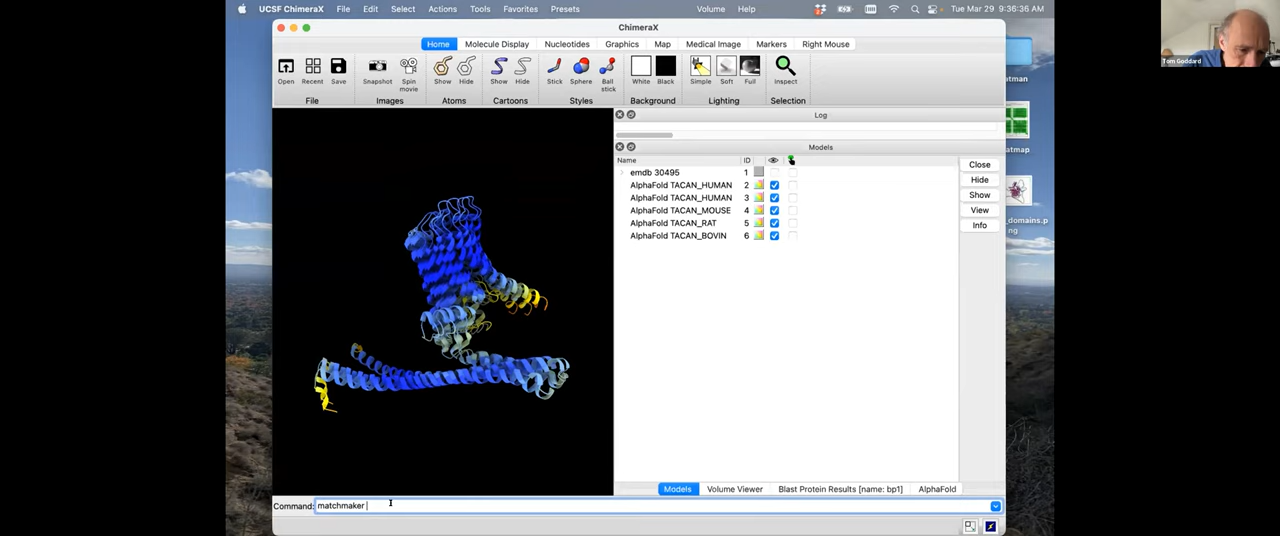 UCSF ChimeraX File Edit Select Actions Tools Favorites Presets Volume Help Tue Mar 29 9:36:36 AM
ChimeraX
Home Molecule Display Nucleotides Graphics Map Medical Image Markers Right Mouse
Open Recent Save Snapshot Spin movie Show Hide Show Hide Stick Sphere Ball stick White Black Simple Soft Full Inspect
File Images Atoms Cartoons Styles Background Lighting Selection
Tom Goddard
atman
atmap
_domains.p
ng
Log
Models
Name ID
emdb 30495 1
AlphaFold TACAN_HUMAN 2
AlphaFold TACAN_HUMAN 3
AlphaFold TACAN_MOUSE 4
AlphaFold TACAN_RAT 5
AlphaFold TACAN_BOVIN 6
Close
Hide
Show
View
Info
Models Volume Viewer Blast Protein Results [name: bp1] AlphaFold
Command: matchmaker